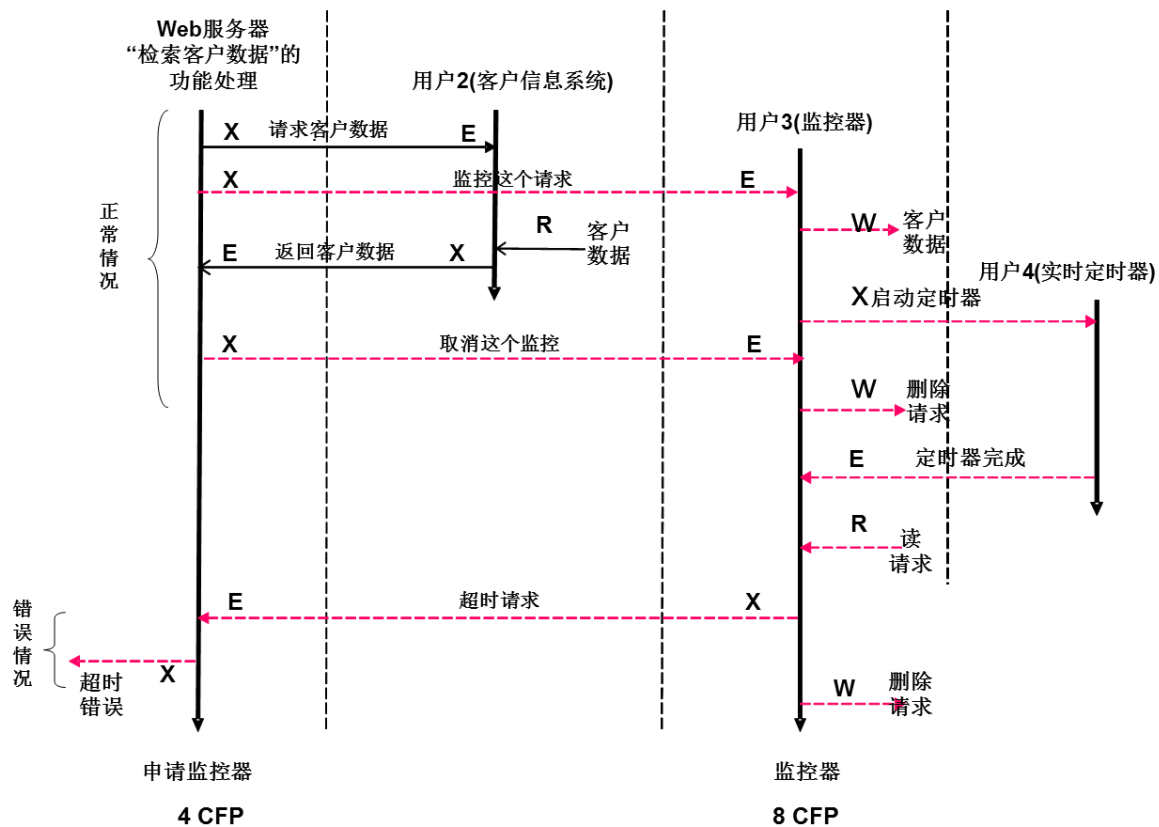 Web服务器
“检索客户数据”的
功能处理
用户2(客户信息系统)
用户3(监控器)
X 请求客户数据 E
X 监控这个请求 E
正常情况
R 客户
数据
W 客户
数据
E 返回客户数据 X
用户4(实时定时器)
X启动定时器
X 取消这个监控 E
W 删除
请求
E 定时器完成
R 读
请求
E 超时请求 X
错误情况
X 超时
错误
W 删除
请求
申请监控器
监控器
4 CFP
8 CFP